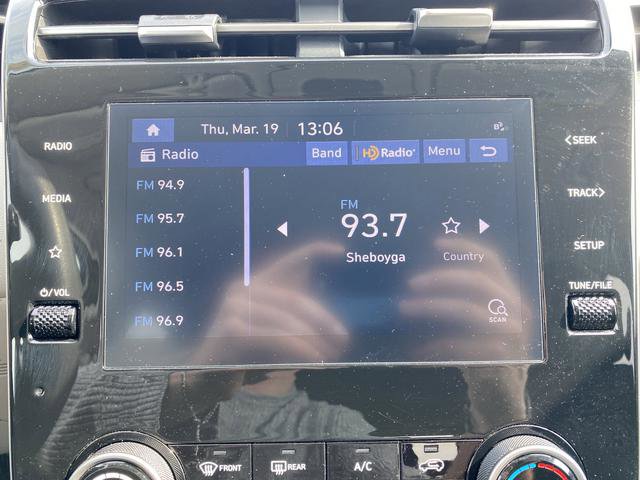 Thu, Mar. 19 13:06
B
Radio Band HD Radio Menu
FM 94.9
FM 95.7
FM 96.1
FM 96.5
FM 96.9
FM
93.7
Sheboyga Country
SCAN
RADIO
MEDIA
/VOL
<SEEK
TRACK>
SETUP
TUNE/FILE
FRONT REAR A/C